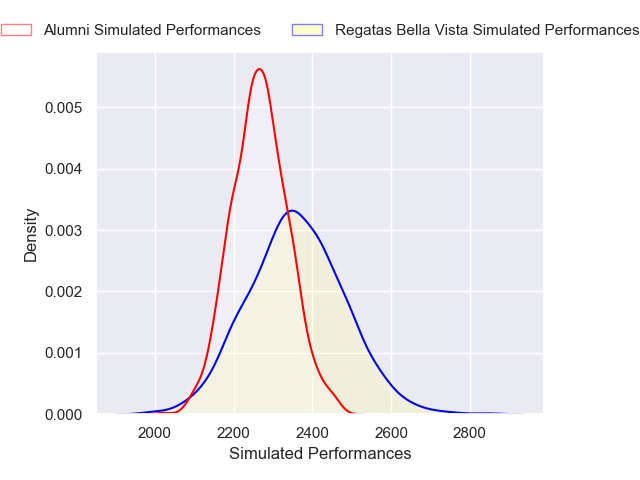 Alumni Simulated Performances Regatas Bella Vista Simulated Performances
0.005
0.004
0.003
0.002
0.001
0.000
Density
2000 2200 2400 2600 2800
Simulated Performances